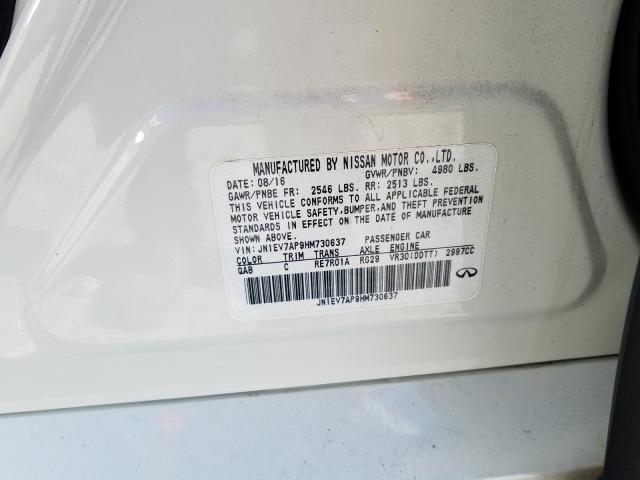 MANUFACTURED BY NISSAN MOTOR CO.,LTD.
DATE: 08/16 GVWR/PNBV: 4980 LBS.
GAWR/PNBE FR: 2546 LBS. RR: 2513 LBS.
THIS VEHICLE CONFORMS TO ALL APPLICABLE FEDERAL
MOTOR VEHICLE SAFETY, BUMPER, AND THEFT PREVENTION
STANDARDS IN EFFECT ON THE DATE OF MANUFACTURE
SHOWN ABOVE.
VIN: JN1EV7AP9HM730637 PASSENGER CAR
COLOR TRIM TRANS AXLE ENGINE
QAB C RE7R01A RG29 VR30(DDTT) 2997CC
JN1EV7AP9HM730637